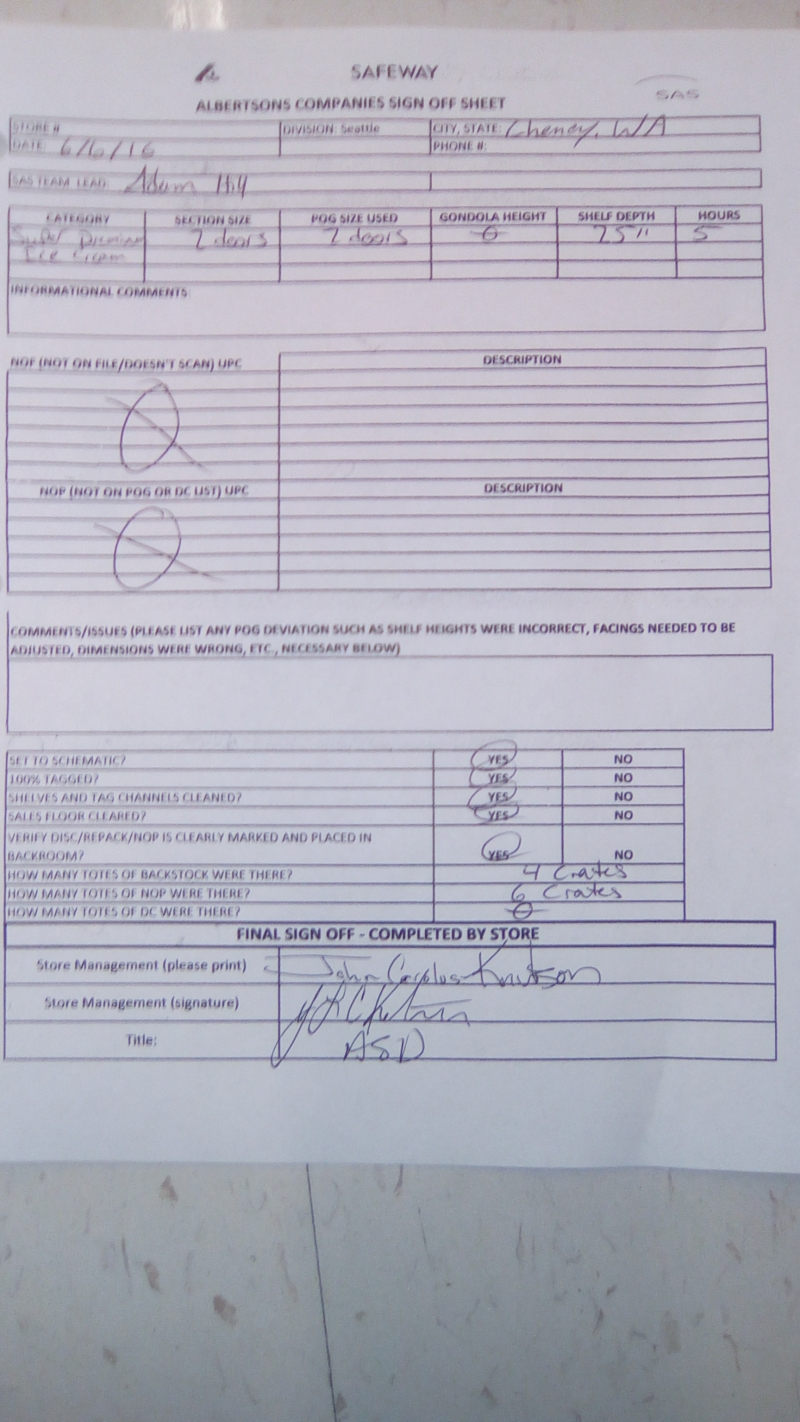 SAFEWAY
SAS
ALBERTSONS COMPANIES SIGN OFF SHEET
STORE # DIVISION: Seattle CITY, STATE: Cheney, WA
DATE: 6/6/16 PHONE #:
SAS TEAM LEAD: Adam Hill
CATEGORY SECTION SIZE POG SIZE USED GONDOLA HEIGHT SHELF DEPTH HOURS
Super Premium 2 doors 2 doors 0 25" 5
Ice Cream
INFORMATIONAL COMMENTS:
NOF (NOT ON FILE/DOESN'T SCAN) UPC DESCRIPTION
NOP (NOT ON POG OR DC LIST) UPC DESCRIPTION
COMMENTS/ISSUES (PLEASE LIST ANY POG DEVIATION SUCH AS SHELF HEIGHTS WERE INCORRECT, FACINGS NEEDED TO BE
ADJUSTED, DIMENSIONS WERE WRONG, ETC., NECESSARY BELOW)
SET TO SCHEMATIC? YES NO
100% TAGGED? YES NO
SHELVES AND TAG CHANNELS CLEANED? YES NO
SALES FLOOR CLEARED? YES NO
VERIFY DISC/REPACK/NOP IS CLEARLY MARKED AND PLACED IN
BACKROOM? YES NO
HOW MANY TOTES OF BACKSTOCK WERE THERE? 4 Crates
HOW MANY TOTES OF NOP WERE THERE? 6 Crates
HOW MANY TOTES OF DC WERE THERE? 0
FINAL SIGN OFF - COMPLETED BY STORE
Store Management (please print) John Knutson
Store Management (signature)
Title: ASD